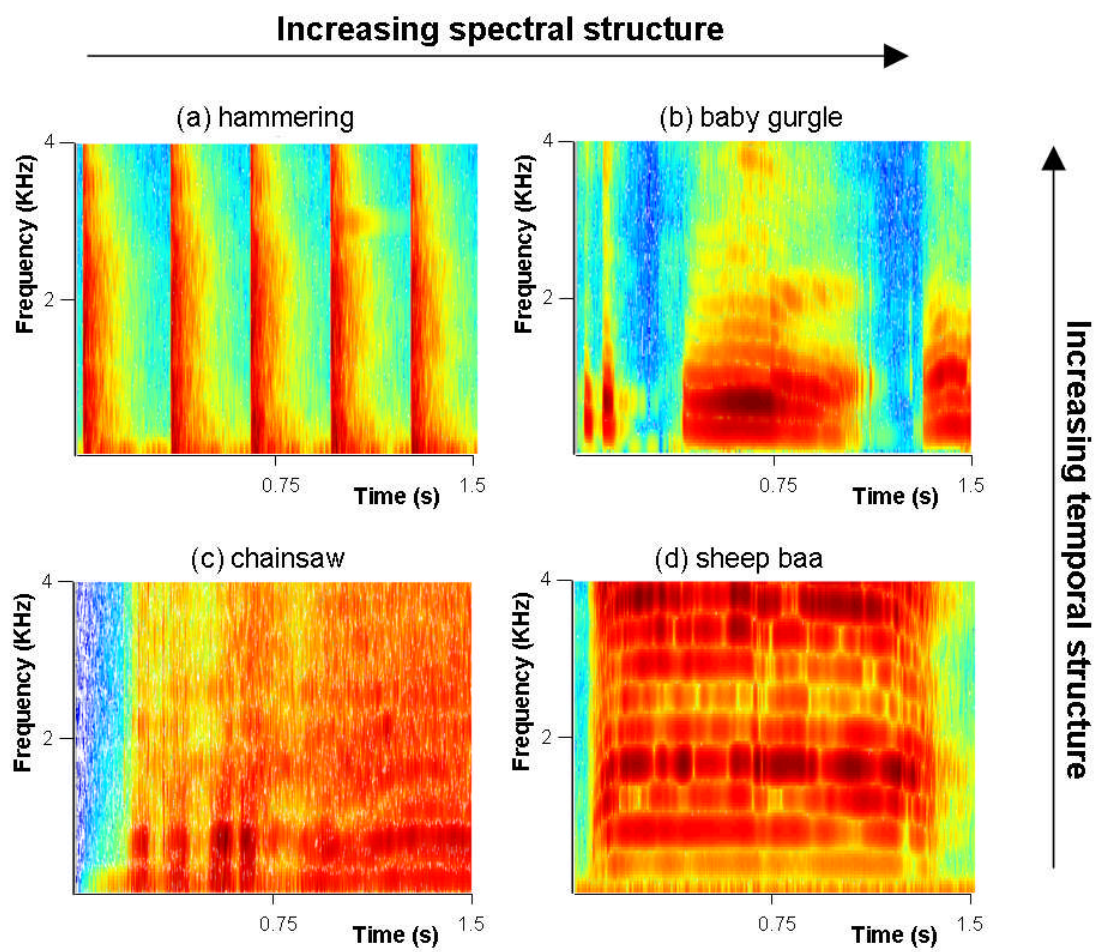 Increasing spectral structure
(a) hammering
(b) baby gurgle
4
Frequency (KHz)
2
0.75
1.5
Time (s)
4
Frequency (KHz)
2
0.75
1.5
Time (s)
Increasing temporal structure
(c) chainsaw
(d) sheep baa
4
Frequency (KHz)
2
0.75
1.5
Time (s)
4
Frequency (KHz)
2
0.75
1.5
Time (s)